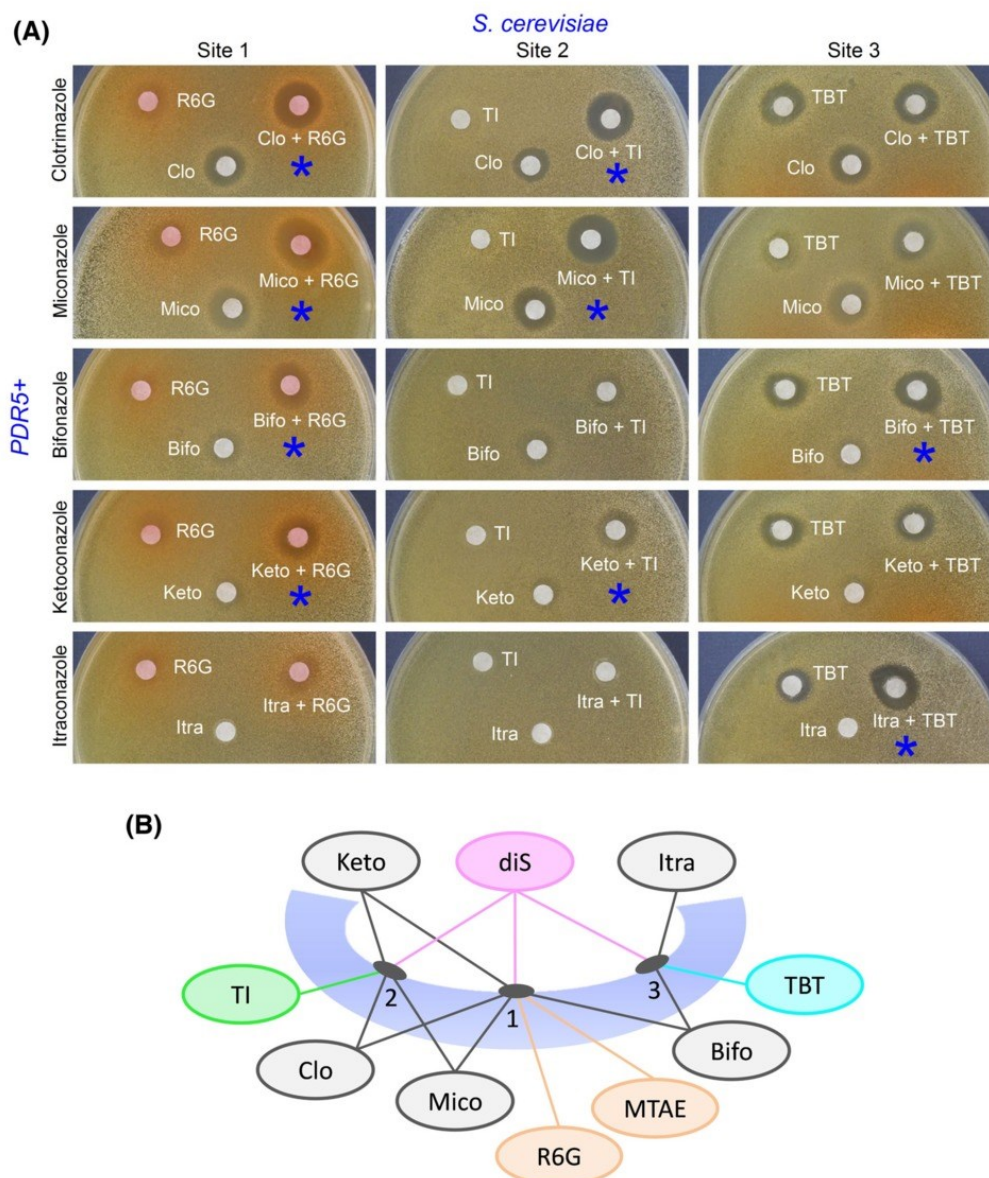 (A)
S. cerevisiae
Site 1
Site 2
Site 3
PDR5+
Clotrimazole
R6G
Clo + R6G
*
Clo
TI
Clo + TI
*
Clo
TBT
Clo + TBT
Clo
Miconazole
R6G
Mico + R6G
*
Mico
TI
Mico + TI
*
Mico
TBT
Mico + TBT
Mico
Bifonazole
R6G
Bifo + R6G
*
Bifo
TI
Bifo + TI
Bifo
TBT
Bifo + TBT
*
Bifo
Ketoconazole
R6G
Keto + R6G
*
Keto
TI
Keto + TI
*
Keto
TBT
Keto + TBT
Keto
Itraconazole
R6G
Itra + R6G
Itra
TI
Itra + TI
Itra
TBT
Itra + TBT
*
Itra
(B)
Keto
diS
Itra
TI
2
1
3
TBT
Clo
Mico
Bifo
MTAE
R6G